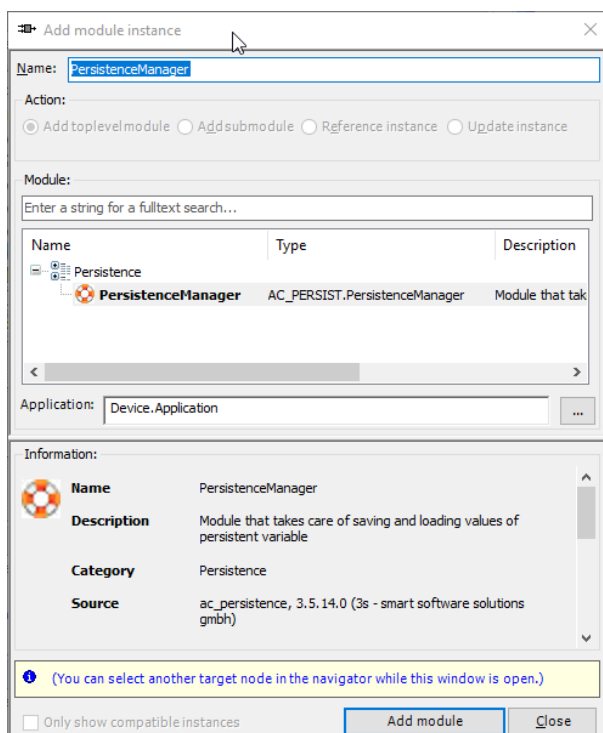 Add module instance
Name: PersistenceManager
Action:
Add toplevelmodule Add submodule Reference instance Update instance
Module:
Enter a string for a fulltext search...
Name Type Description
Persistence
PersistenceManager AC_PERSIST.PersistenceManager Module that tak
Application: Device.Application ...
Information:
Name PersistenceManager
Description Module that takes care of saving and loading values of
persistent variable
Category Persistence
Source ac_persistence, 3.5.14.0 (3s - smart software solutions
gmbh)
(You can select another target node in the navigator while this window is open.)
Only show compatible instances Add module Close